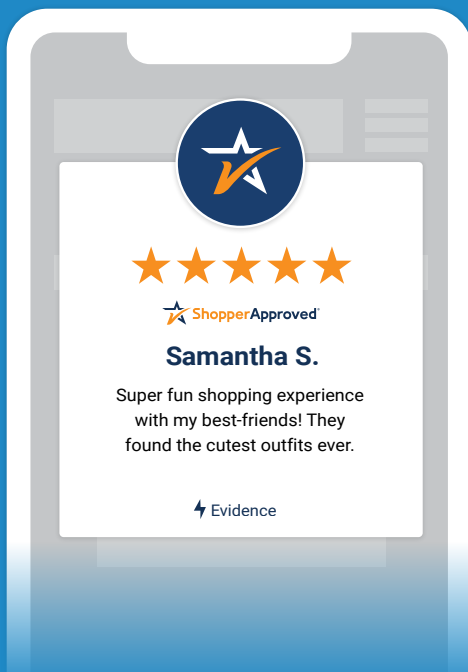 ShopperApproved
Samantha S.
Super fun shopping experience
with my best-friends! They
found the cutest outfits ever.
Evidence